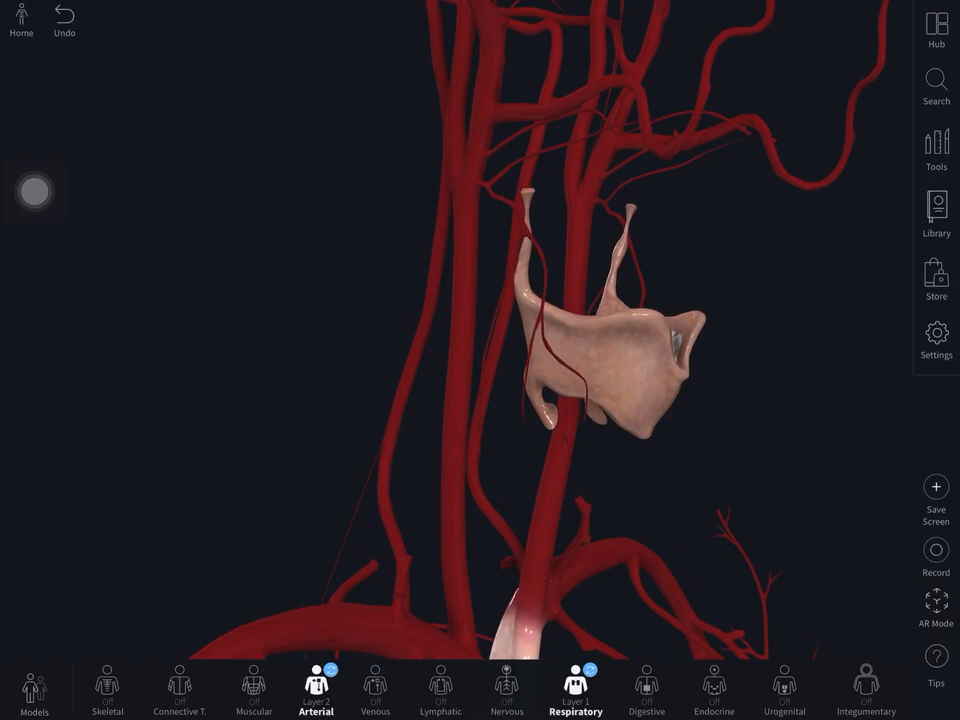 Home
Undo
Hub
Search
Tools
Library
Store
Settings
+
Save
Screen
Record
AR Mode
?
Tips
Models
Off
Skeletal
Off
Connective T.
Off
Muscular
Layer 2
Arterial
Off
Venous
Off
Lymphatic
Off
Nervous
Layer 1
Respiratory
Off
Digestive
Off
Endocrine
Off
Urogenital
Off
Integumentary